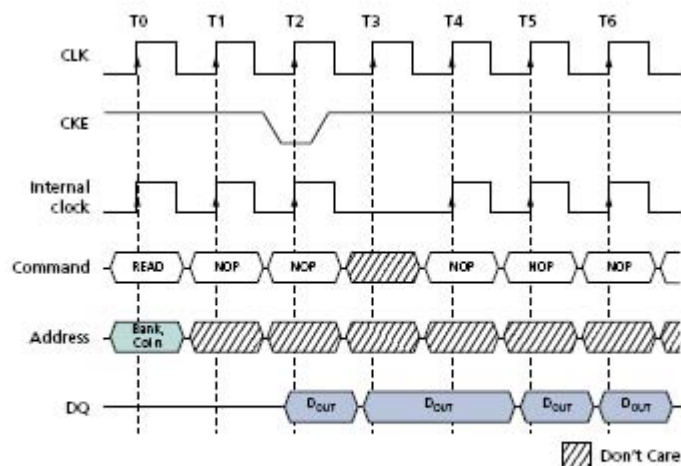 T0 T1 T2 T3 T4 T5 T6
CLK
CKE
Internal
clock
Command READ NOP NOP NOP NOP NOP
Address Bank,
Col n
DQ DOUT DOUT DOUT DOUT
Don't Care